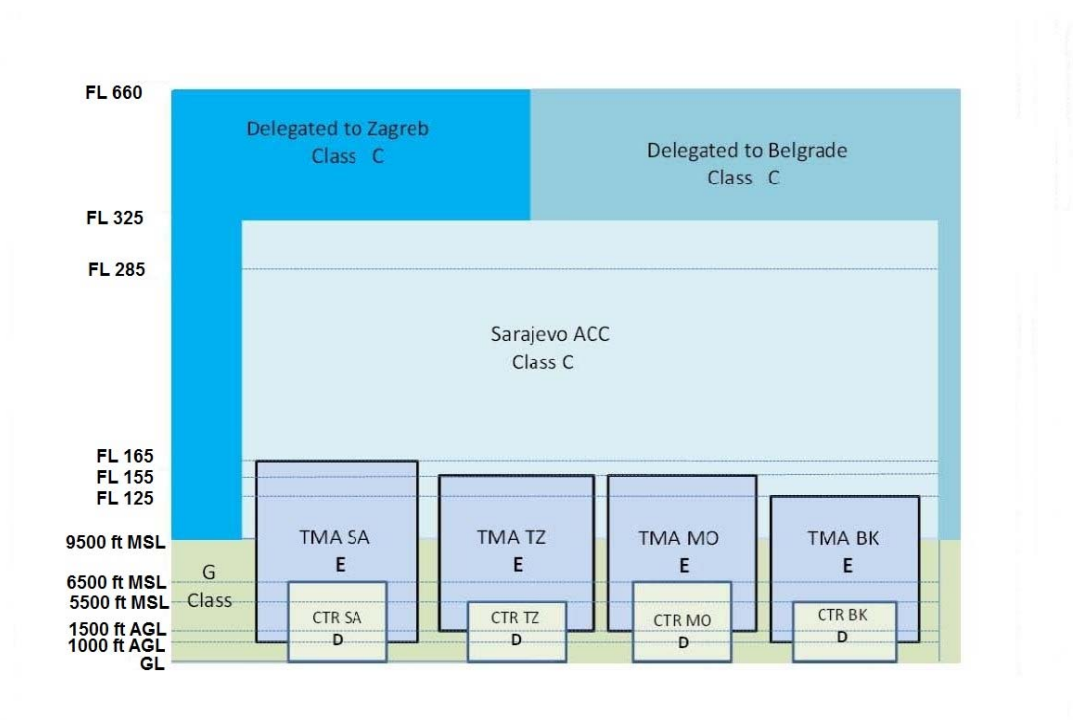 FL 660
Delegated to Zagreb
Class C
Delegated to Belgrade
Class C
FL 325
FL 285
Sarajevo ACC
Class C
FL 165
FL 155
FL 125
9500 ft MSL
TMA SA
E
TMA TZ
E
TMA MO
E
TMA BK
E
G
Class
6500 ft MSL
5500 ft MSL
1500 ft AGL
1000 ft AGL
GL
CTR SA
D
CTR TZ
D
CTR MO
D
CTR BK
D